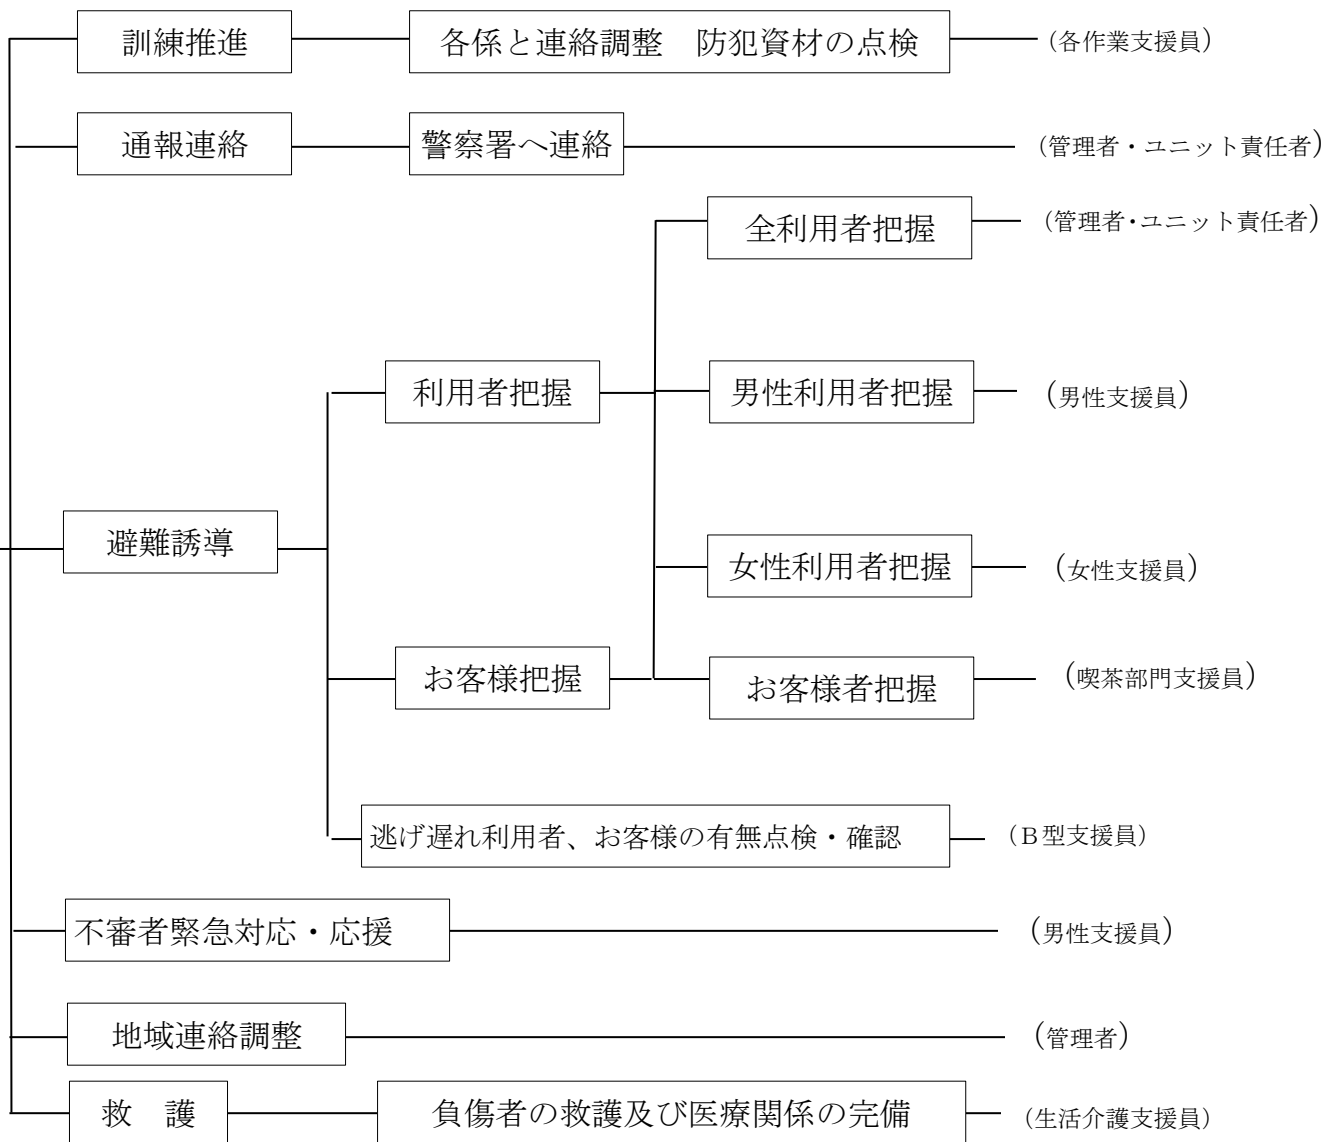 訓練推進 各係と連絡調整　防犯資材の点検 (各作業支援員)
通報連絡 警察署へ連絡 (管理者・ユニット責任者)
全利用者把握 (管理者・ユニット責任者)
利用者把握 男性利用者把握 (男性支援員)
避難誘導
女性利用者把握 (女性支援員)
お客様把握 お客様者把握 (喫茶部門支援員)
逃げ遅れ利用者、お客様の有無点検・確認 (Ｂ型支援員)
不審者緊急対応・応援 (男性支援員)
地域連絡調整 (管理者)
救　護 負傷者の救護及び医療関係の完備 (生活介護支援員)